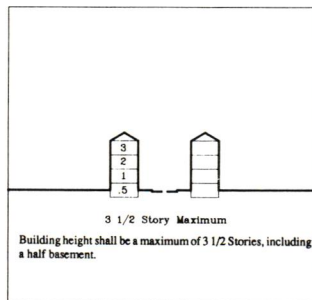 3
2
1
.5
3 1/2 Story Maximum
Building height shall be a maximum of 3 1/2 Stories, including
a half basement.